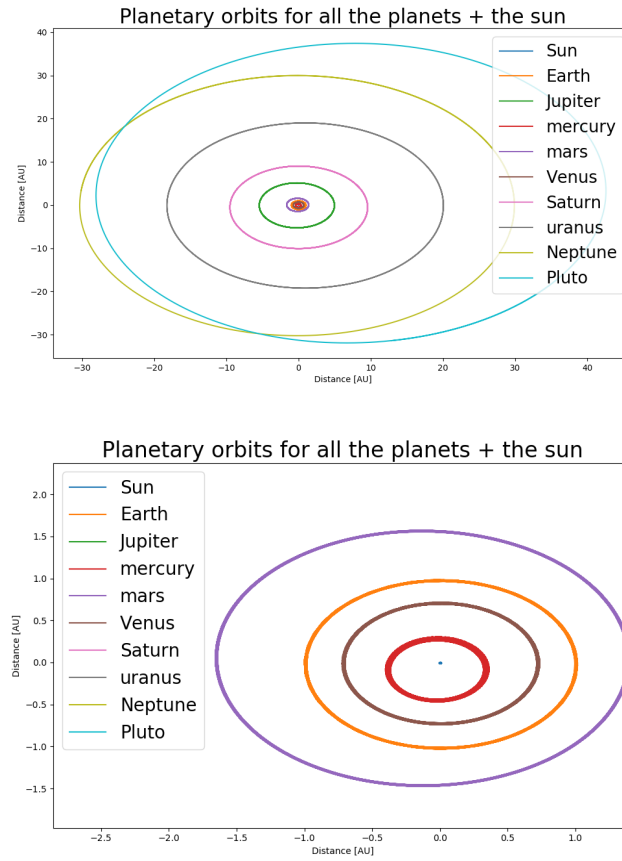 Planetary orbits for all the planets + the sun
40
30
20
10
0
−10
−20
−30
Distance [AU]
−30 −20 −10 0 10 20 30 40
Distance [AU]
Sun
Earth
Jupiter
mercury
mars
Venus
Saturn
uranus
Neptune
Pluto
Planetary orbits for all the planets + the sun
2.0
1.5
1.0
0.5
0.0
−0.5
−1.0
−1.5
Distance [AU]
−2.5 −2.0 −1.5 −1.0 −0.5 0.0 0.5 1.0
Distance [AU]
Sun
Earth
Jupiter
mercury
mars
Venus
Saturn
uranus
Neptune
Pluto